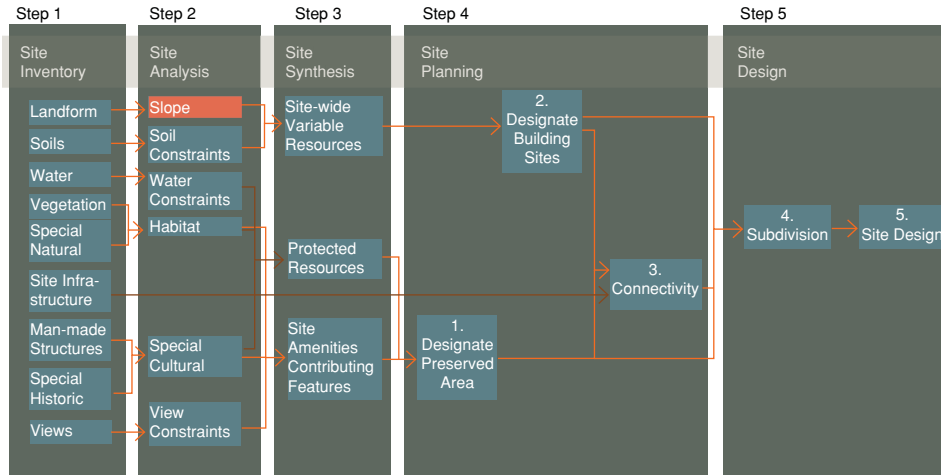 Step 1
Step 2
Step 3
Step 4
Step 5
Site
Inventory
Site
Analysis
Site
Synthesis
Site
Planning
Site
Design
Landform
Soils
Water
Vegetation
Special
Natural
Site Infra-
structure
Man-made
Structures
Special
Historic
Views
Slope
Soil
Constraints
Water
Constraints
Habitat
Special
Cultural
View
Constraints
Site-wide
Variable
Resources
Protected
Resources
Site
Amenities
Contributing
Features
2.
Designate
Building
Sites
3.
Connectivity
1.
Designate
Preserved
Area
4.
Subdivision
5.
Site Design